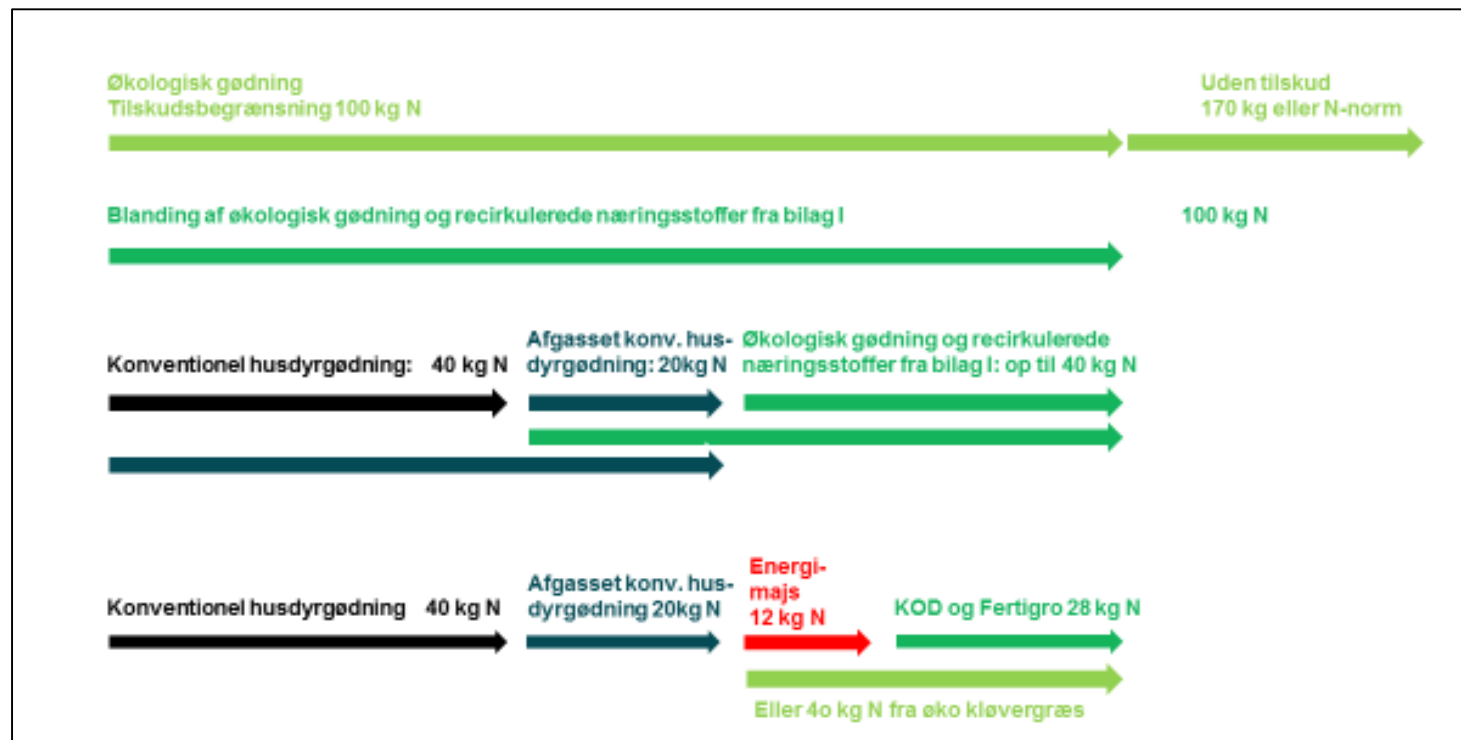 Økologisk gødning
Tilskudsbegrænsning 100 kg N
Uden tilskud
170 kg eller N-norm
Blanding af økologisk gødning og recirkulerede næringsstoffer fra bilag I
100 kg N
Konventionel husdyrgødning: 40 kg N
Afgasset konv. hus-
dyrgødning: 20kg N
Økologisk gødning og recirkulerede
næringsstoffer fra bilag I: op til 40 kg N
Konventionel husdyrgødning 40 kg N
Afgasset konv. hus-
dyrgødning 20kg N
Energi-
majs
12 kg N
KOD og Fertigro 28 kg N
Eller 4o kg N fra øko kløvergræs